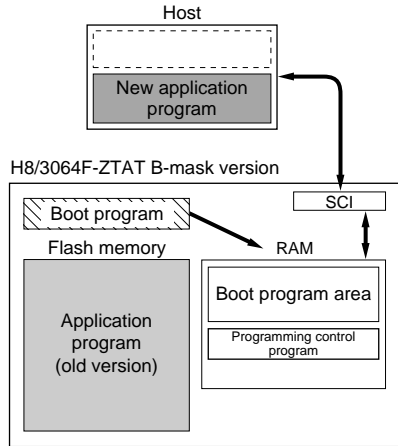 Host
New application
program
H8/3064F-ZTAT B-mask version
SCI
Boot program
Flash memory
RAM
Boot program area
Application
program
(old version)
Programming control
program